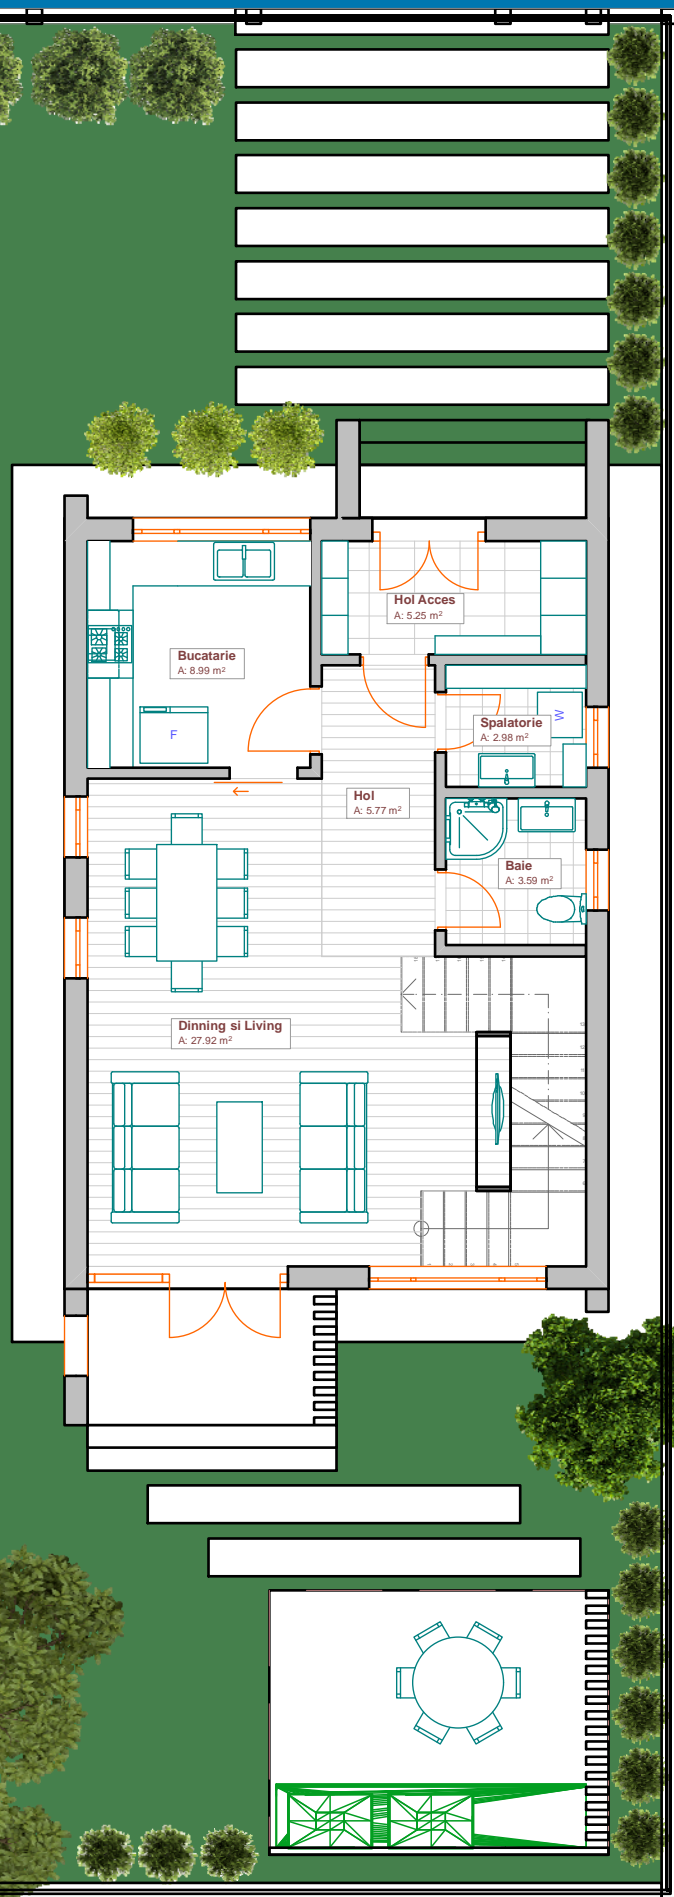 Hol Acces
A: 5.25 m²
Bucatarie
A: 8.99 m²
F
W
Spalatorie
A: 2.98 m²
Hol
A: 5.77 m²
Baie
A: 3.59 m²
Dinning si Living
A: 27.92 m²